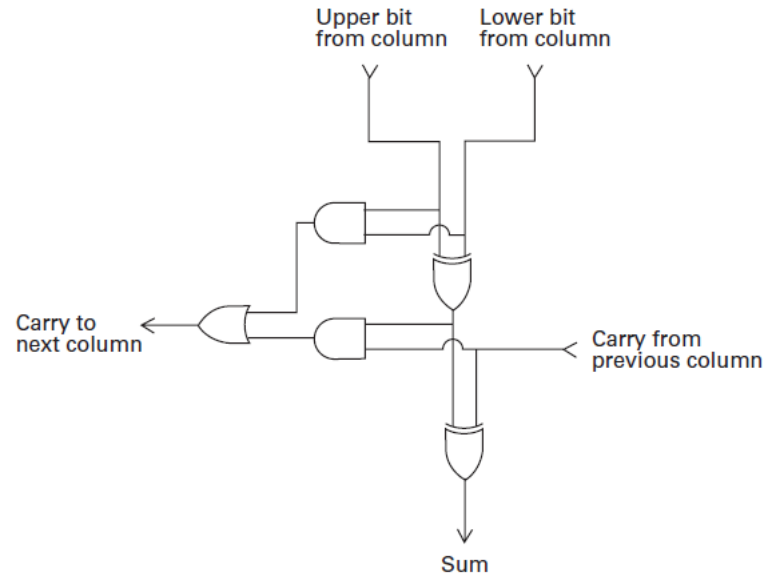 Upper bit
from column
Lower bit
from column
Carry to
next column
Carry from
previous column
Sum